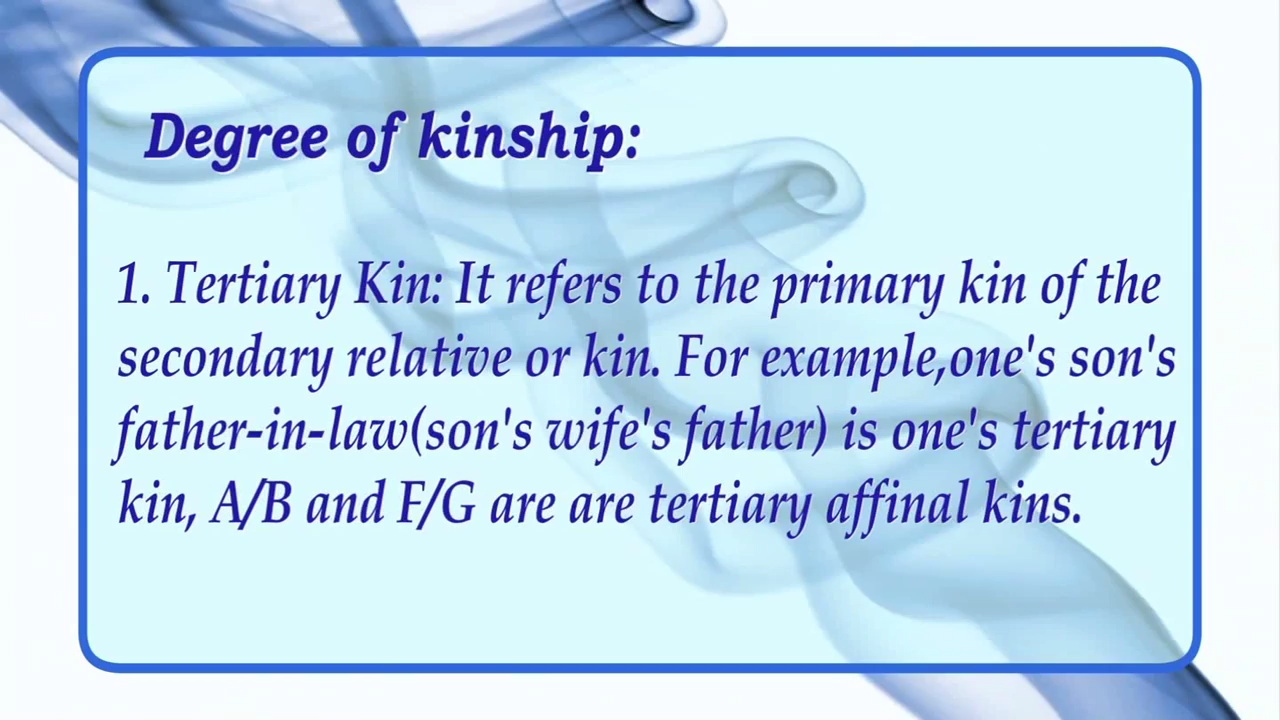 Degree of kinship:
1. Tertiary Kin: It refers to the primary kin of the
secondary relative or kin. For example,one's son's
father-in-law(son's wife's father) is one's tertiary
kin, A/B and F/G are are tertiary affinal kins.